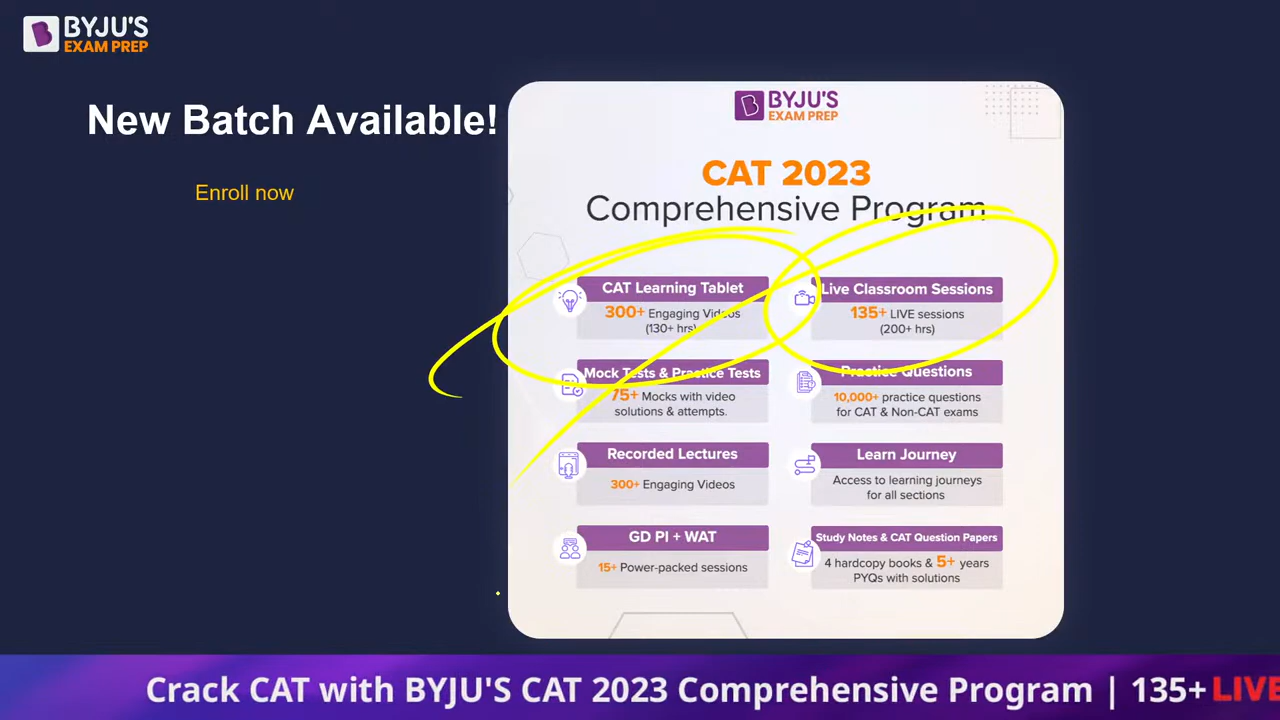 BYJU'S
EXAM PREP
New Batch Available!
Enroll now
BYJU'S
EXAM PREP
CAT 2023
Comprehensive Program
CAT Learning Tablet
300+ Engaging Videos
(130+ hrs)
Live Classroom Sessions
135+ LIVE sessions
(200+ hrs)
Mock Tests & Practice Tests
75+ Mocks with video
solutions & attempts.
Practice Questions
10,000+ practice questions
for CAT & Non-CAT exams
Recorded Lectures
300+ Engaging Videos
Learn Journey
Access to learning journeys
for all sections
GD PI + WAT
15+ Power-packed sessions
Study Notes & CAT Question Papers
4 hardcopy books & 5+ years
PYQs with solutions
Crack CAT with BYJU'S CAT 2023 Comprehensive Program | 135+ LIVE